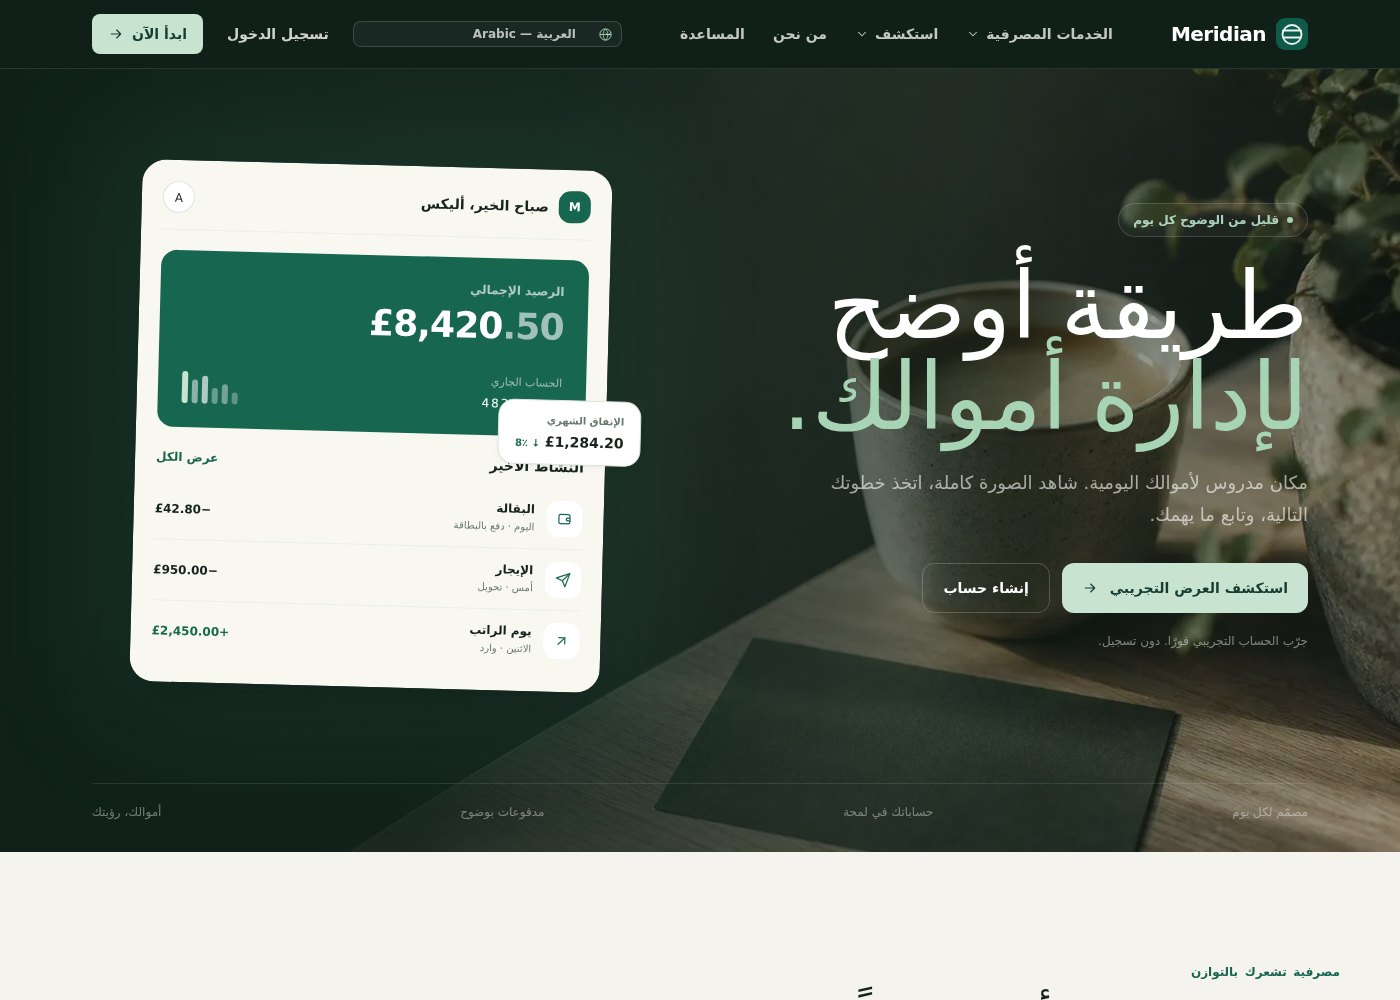 Meridian
الخدمات المصرفية
استكشف
من نحن
المساعدة
العربية — Arabic
تسجيل الدخول
ابدأ الآن
قليل من الوضوح كل يوم
طريقة أوضح
لإدارة أموالك.
مكان مدروس لأموالك اليومية. شاهد الصورة كاملة، اتخذ خطوتك
التالية، وتابع ما يهمك.
استكشف العرض التجريبي
إنشاء حساب
جرّب الحساب التجريبي فورًا. دون تسجيل.
M
صباح الخير، أليكس
A
الرصيد الإجمالي
£8,420.50
الحساب الجاري
الإنفاق الشهري
£1,284.20 ↓ 8٪
النشاط الأخير
عرض الكل
البقالة
−£42.80
اليوم · دفع بالبطاقة
الإيجار
−£950.00
أمس · تحويل
يوم الراتب
+£2,450.00
الاثنين · وارد
مصمّم لكل يوم
حساباتك في لمحة
مدفوعات بوضوح
أموالك، رؤيتك
مصرفية تشعرك بالتوازن